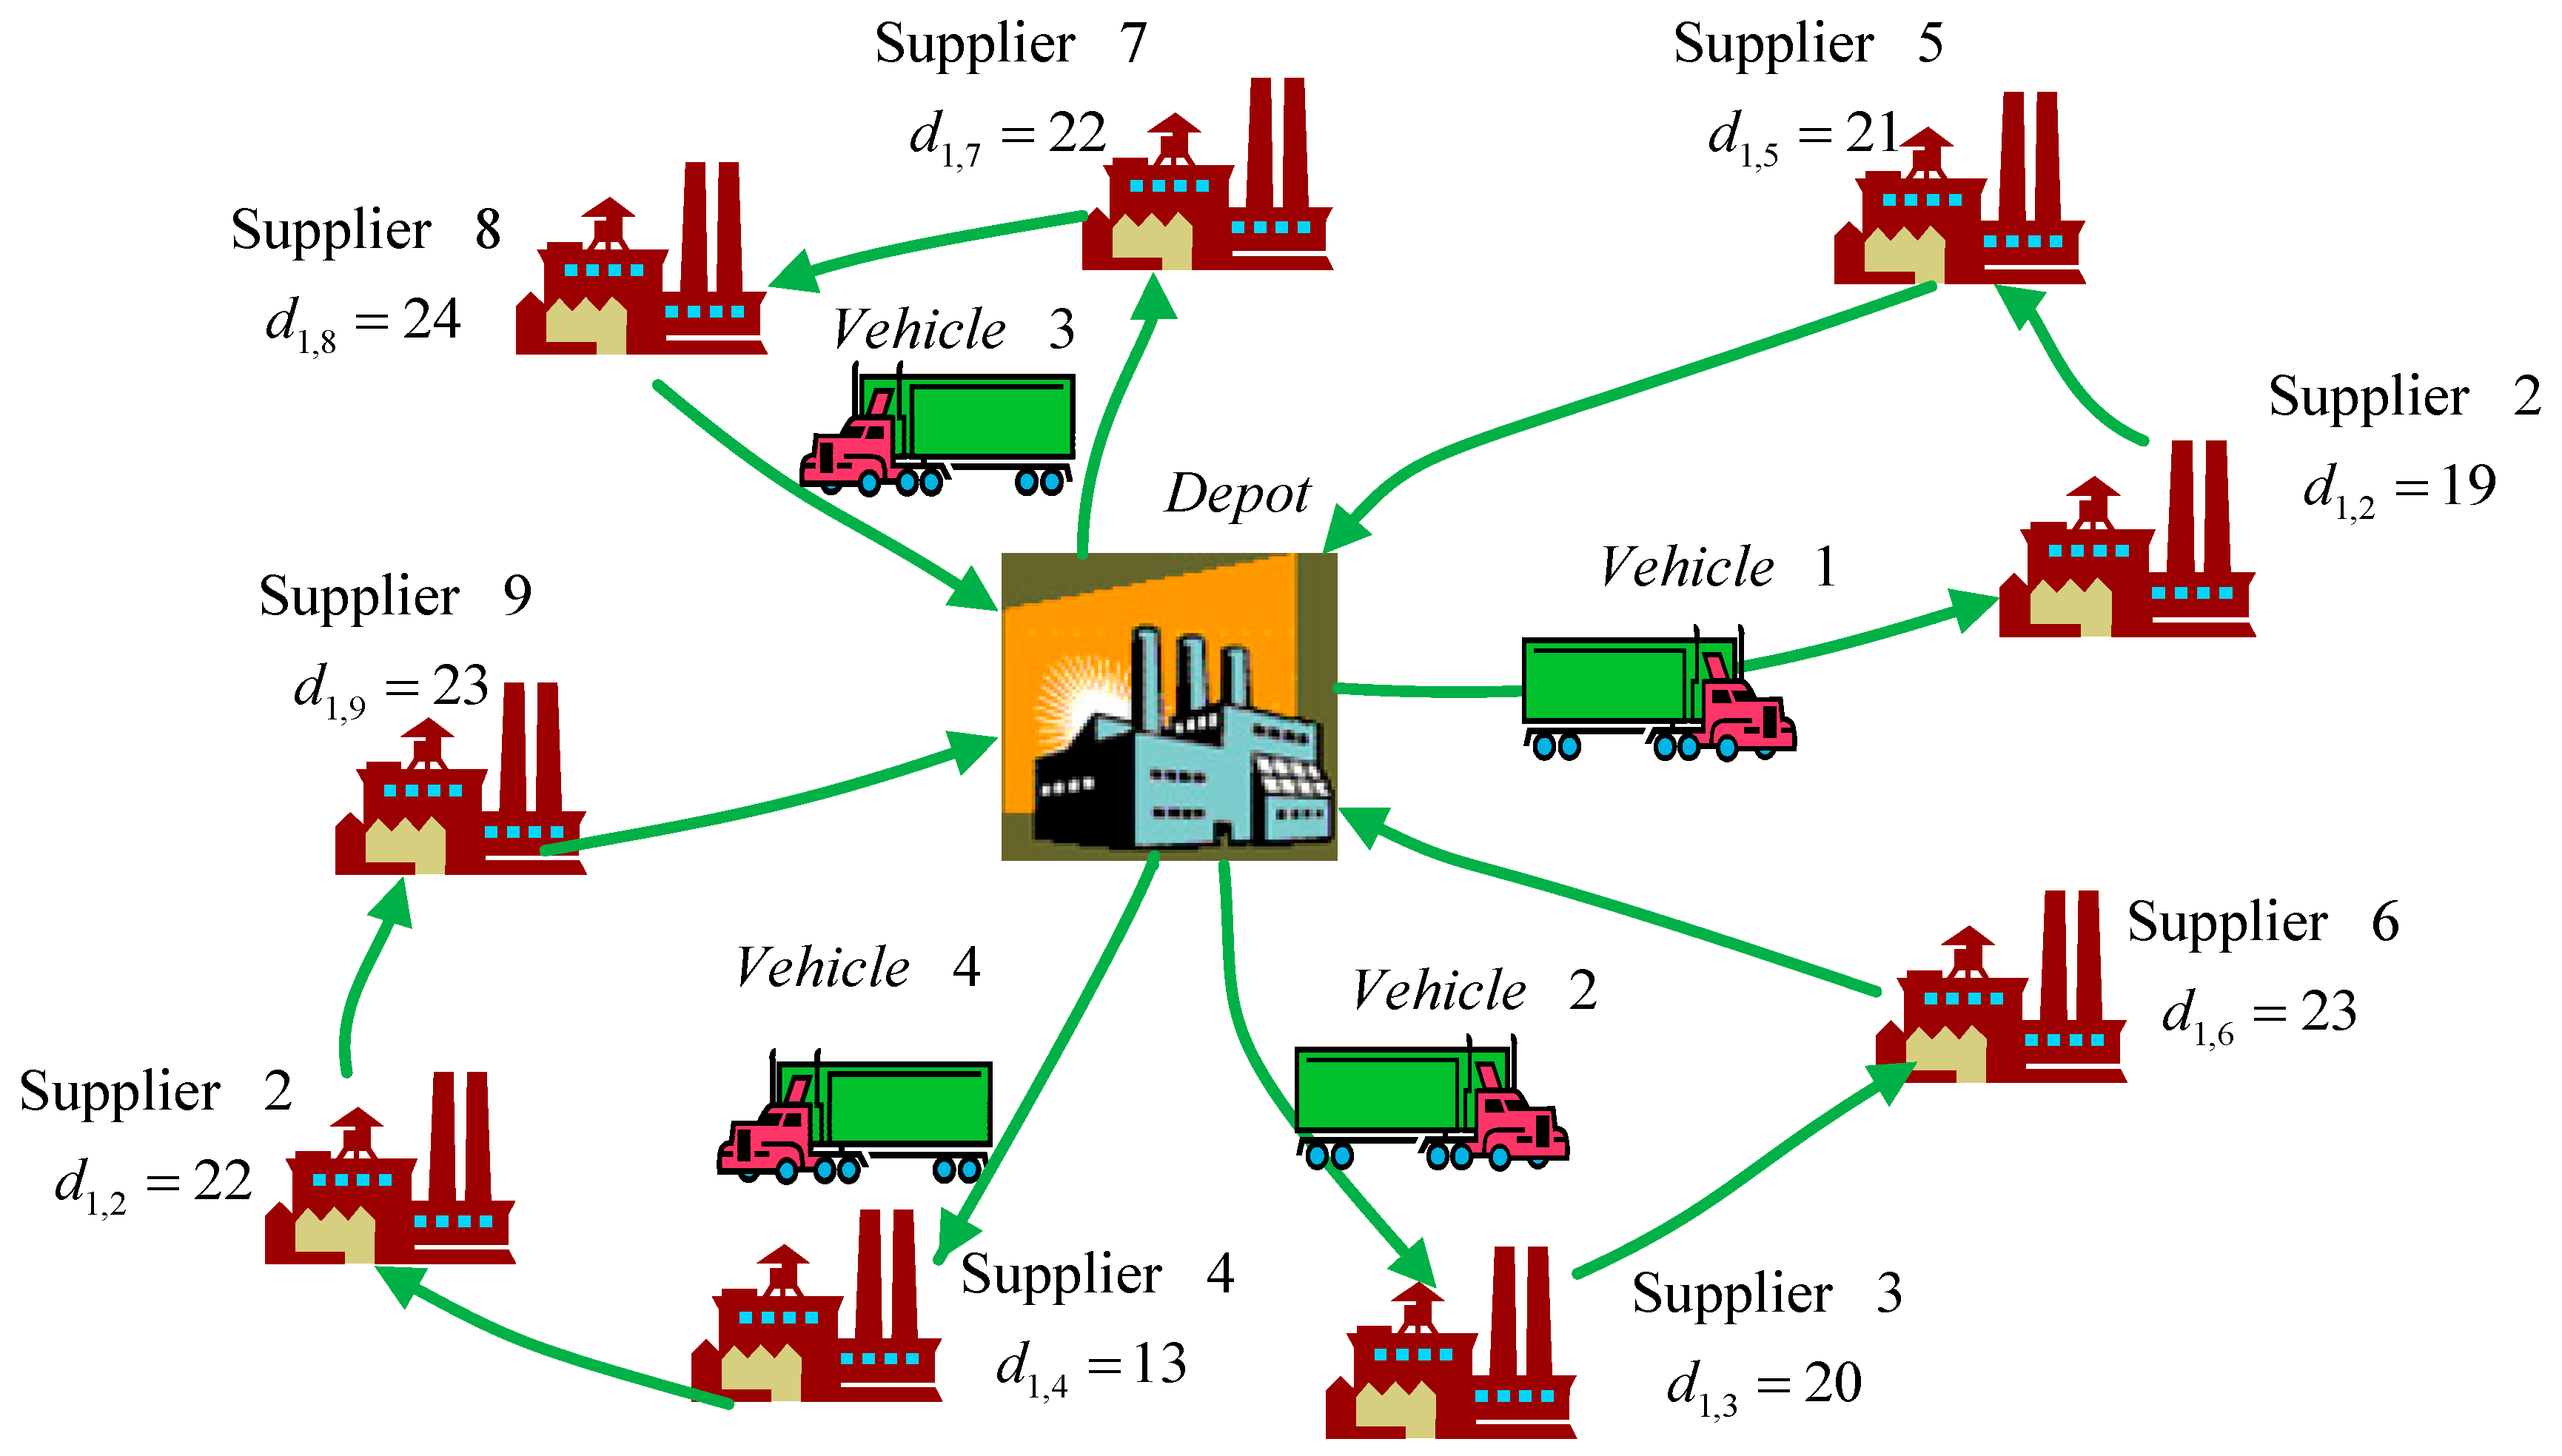 Supplier 7
d1,7 = 22
Supplier 5
d1,5 = 21
Supplier 8
d1,8 = 24
Vehicle 3
Supplier 2
d1,2 = 19
Depot
Vehicle 1
Supplier 9
d1,9 = 23
Supplier 6
d1,6 = 23
Vehicle 4
Vehicle 2
Supplier 2
d1,2 = 22
Supplier 4
d1,4 = 13
Supplier 3
d1,3 = 20